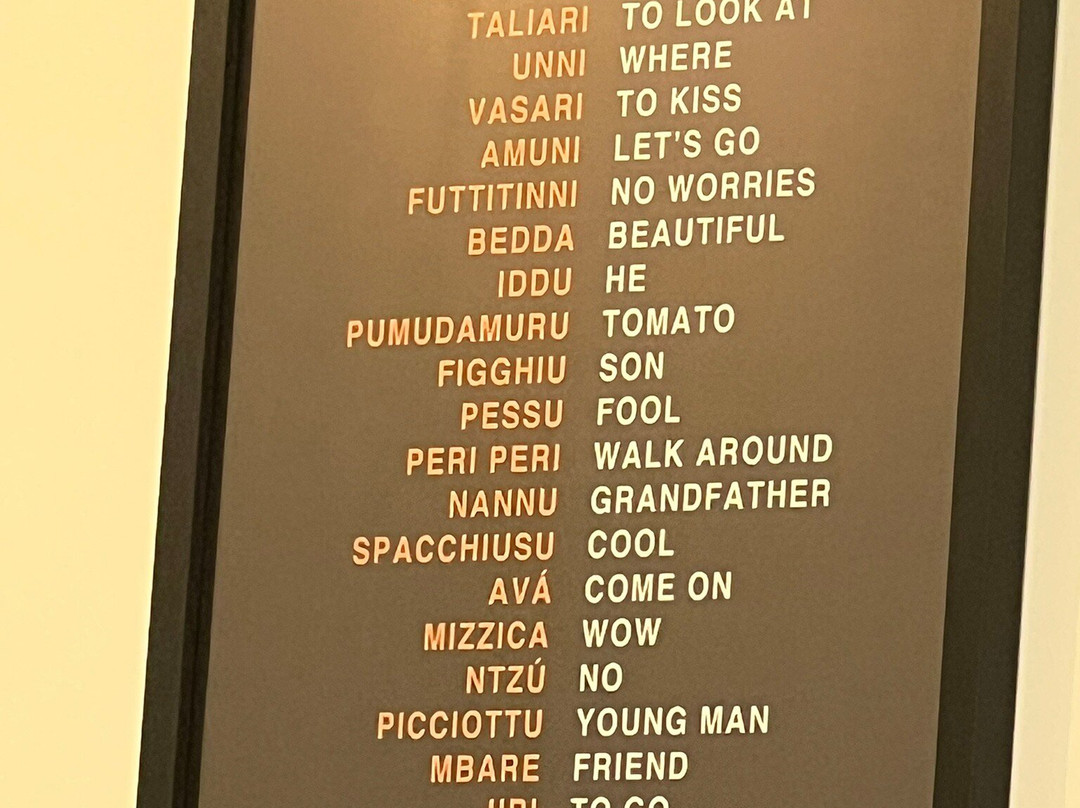 TALIARI TO LOOK AT
UNNI WHERE
VASARI TO KISS
AMUNI LET'S GO
FUTTITINNI NO WORRIES
BEDDA BEAUTIFUL
IDDU HE
PUMUDAMURU TOMATO
FIGGHIU SON
PESSU FOOL
PERI PERI WALK AROUND
NANNU GRANDFATHER
SPACCHIUSU COOL
AVÁ COME ON
MIZZICA WOW
NTZÚ NO
PICCIOTTU YOUNG MAN
MBARE FRIEND
TO GO